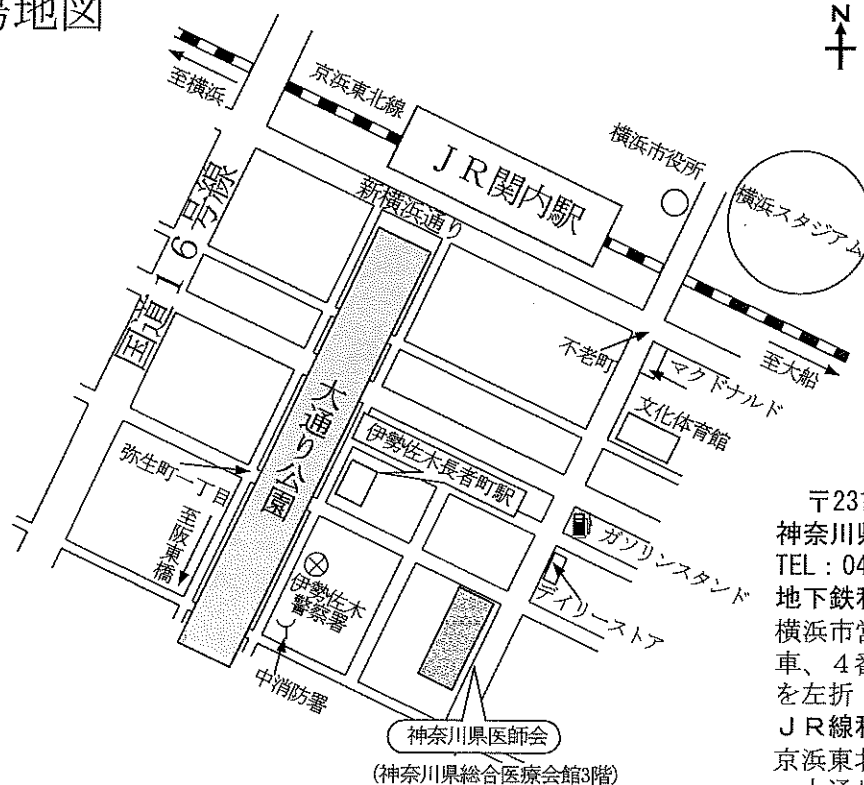 場地図
N
至横浜
京浜東北線
JR関内駅
横浜市役所
横浜スタジアム
新横浜通り
国道16号線
不老町
マクドナルド
至大船
文化体育館
大通り公園
伊勢佐木長者町駅
弥生町一丁目
至阪東橋
ガソリンスタンド
デイリーストア
伊勢佐木
警察署
中消防署
神奈川県医師会
(神奈川県総合医療会館3階)
〒23
神奈川県
TEL:04
地下鉄
横浜市営
車、4番
を左折
JR線
京浜東北